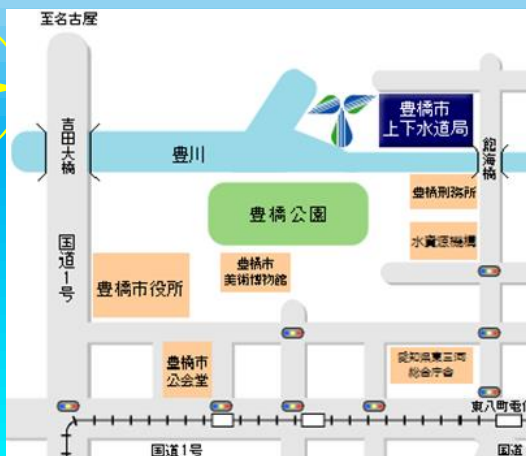 至名古屋
豊橋市
上下水道局
吉田大橋
豊川
飽海橋
豊橋刑務所
豊橋公園
水資源機構
国道1号
豊橋市
美術博物館
豊橋市役所
豊橋市
公会堂
愛知県東三河
総合庁舎
東八町電停
国道1号
国道